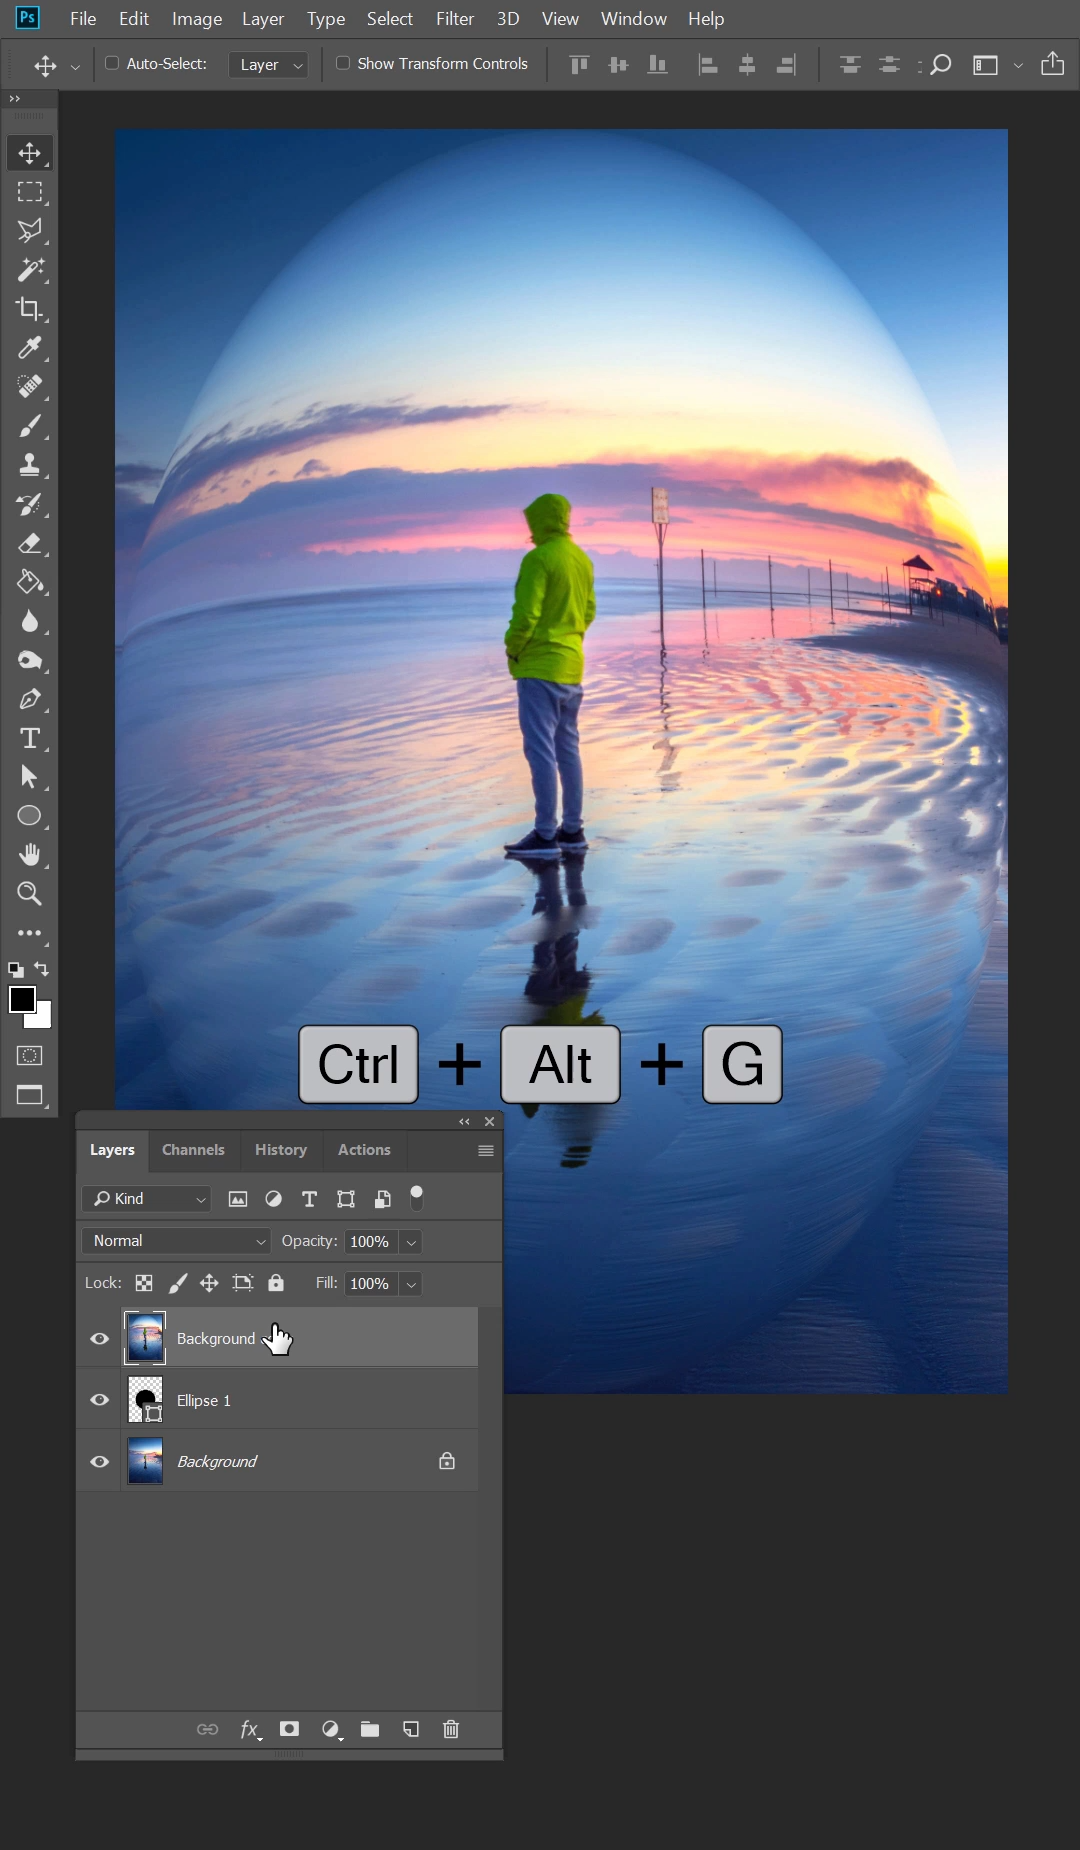 Ps File Edit Image Layer Type Select Filter 3D View Window Help
Auto-Select: Layer Show Transform Controls
Ctrl + Alt + G
Layers Channels History Actions
Kind
Normal Opacity: 100%
Lock: Fill: 100%
Background
Ellipse 1
Background